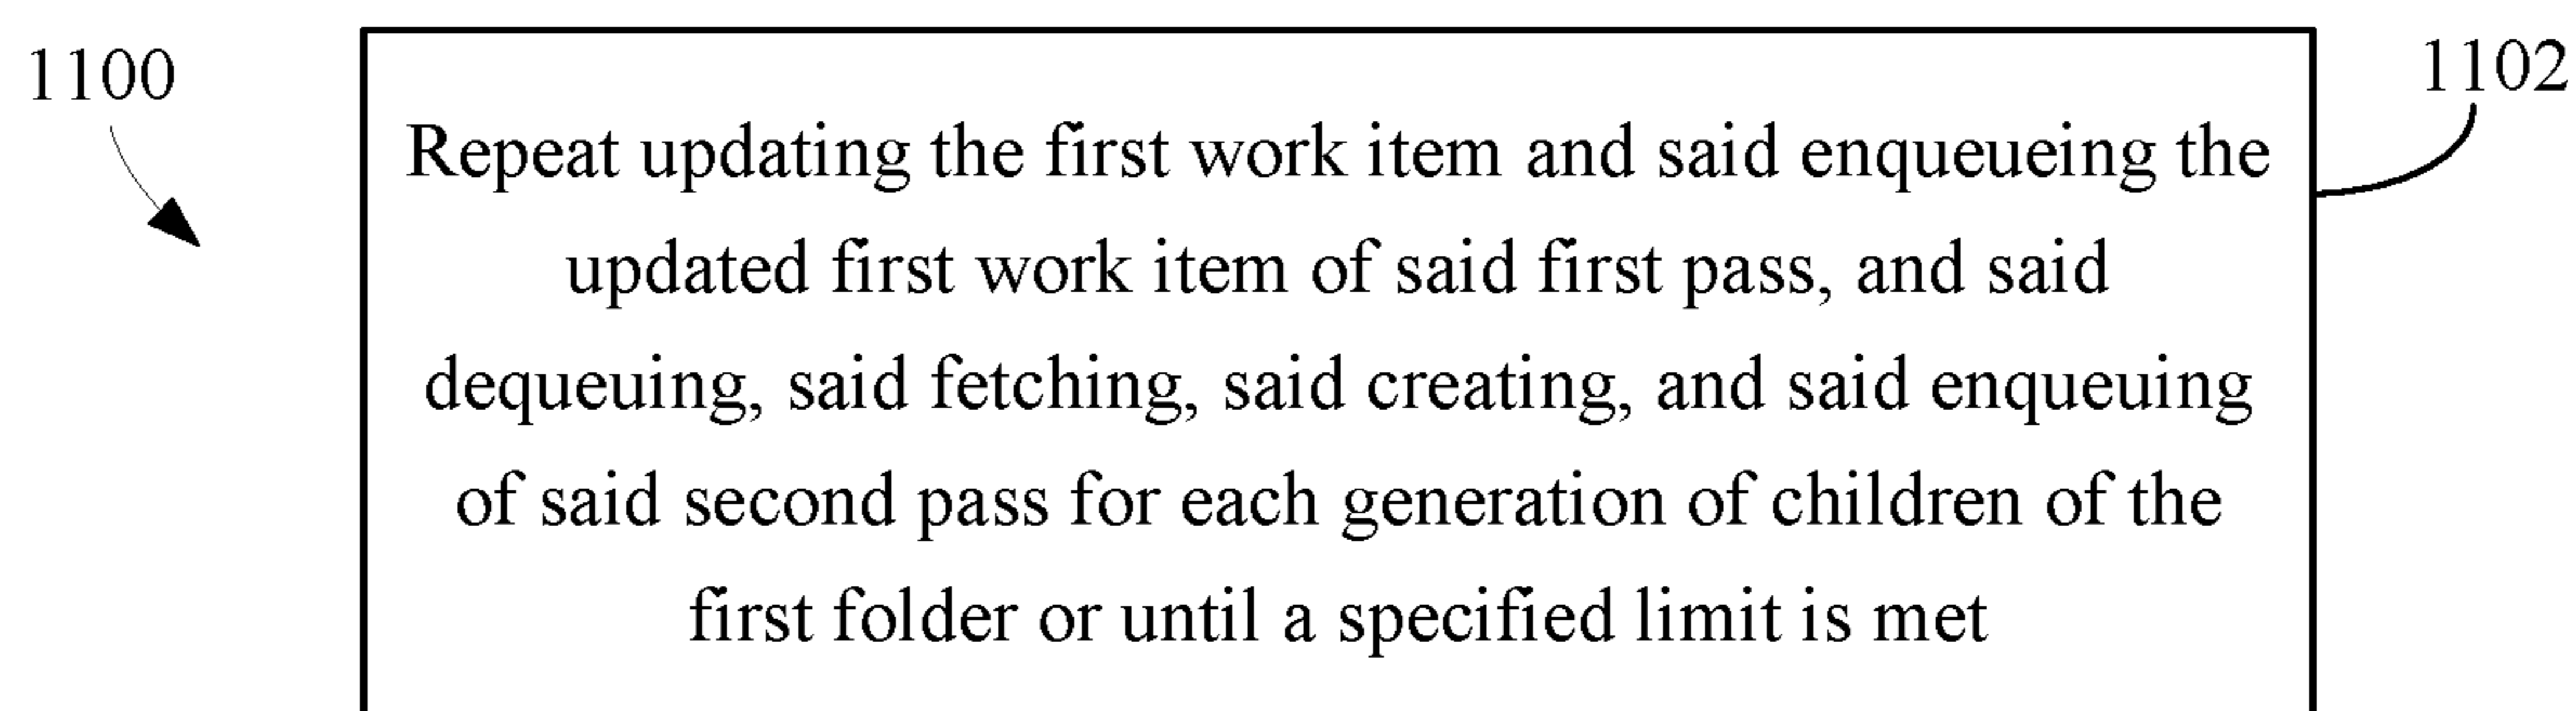 1100
1102
Repeat updating the first work item and said enqueueing the
updated first work item of said first pass, and said
dequeuing, said fetching, said creating, and said enqueuing
of said second pass for each generation of children of the
first folder or until a specified limit is met